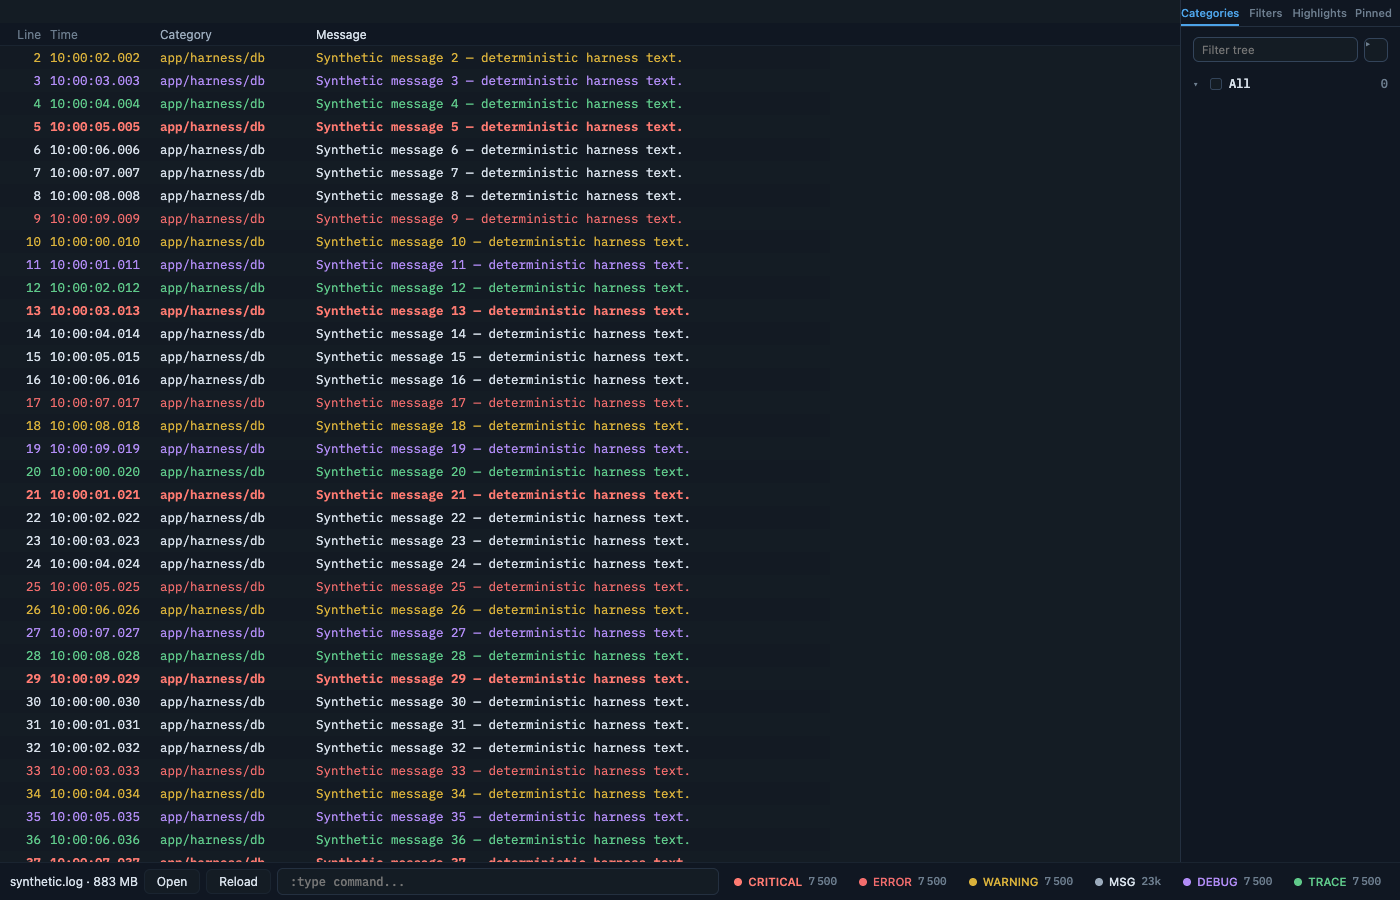 Categories Filters Highlights Pinned
Line Time Category Message
Filter tree
All 0
2 10:00:02.002 app/harness/db Synthetic message 2 — deterministic harness text.
3 10:00:03.003 app/harness/db Synthetic message 3 — deterministic harness text.
4 10:00:04.004 app/harness/db Synthetic message 4 — deterministic harness text.
5 10:00:05.005 app/harness/db Synthetic message 5 — deterministic harness text.
6 10:00:06.006 app/harness/db Synthetic message 6 — deterministic harness text.
7 10:00:07.007 app/harness/db Synthetic message 7 — deterministic harness text.
8 10:00:08.008 app/harness/db Synthetic message 8 — deterministic harness text.
9 10:00:09.009 app/harness/db Synthetic message 9 — deterministic harness text.
10 10:00:00.010 app/harness/db Synthetic message 10 — deterministic harness text.
11 10:00:01.011 app/harness/db Synthetic message 11 — deterministic harness text.
12 10:00:02.012 app/harness/db Synthetic message 12 — deterministic harness text.
13 10:00:03.013 app/harness/db Synthetic message 13 — deterministic harness text.
14 10:00:04.014 app/harness/db Synthetic message 14 — deterministic harness text.
15 10:00:05.015 app/harness/db Synthetic message 15 — deterministic harness text.
16 10:00:06.016 app/harness/db Synthetic message 16 — deterministic harness text.
17 10:00:07.017 app/harness/db Synthetic message 17 — deterministic harness text.
18 10:00:08.018 app/harness/db Synthetic message 18 — deterministic harness text.
19 10:00:09.019 app/harness/db Synthetic message 19 — deterministic harness text.
20 10:00:00.020 app/harness/db Synthetic message 20 — deterministic harness text.
21 10:00:01.021 app/harness/db Synthetic message 21 — deterministic harness text.
22 10:00:02.022 app/harness/db Synthetic message 22 — deterministic harness text.
23 10:00:03.023 app/harness/db Synthetic message 23 — deterministic harness text.
24 10:00:04.024 app/harness/db Synthetic message 24 — deterministic harness text.
25 10:00:05.025 app/harness/db Synthetic message 25 — deterministic harness text.
26 10:00:06.026 app/harness/db Synthetic message 26 — deterministic harness text.
27 10:00:07.027 app/harness/db Synthetic message 27 — deterministic harness text.
28 10:00:08.028 app/harness/db Synthetic message 28 — deterministic harness text.
29 10:00:09.029 app/harness/db Synthetic message 29 — deterministic harness text.
30 10:00:00.030 app/harness/db Synthetic message 30 — deterministic harness text.
31 10:00:01.031 app/harness/db Synthetic message 31 — deterministic harness text.
32 10:00:02.032 app/harness/db Synthetic message 32 — deterministic harness text.
33 10:00:03.033 app/harness/db Synthetic message 33 — deterministic harness text.
34 10:00:04.034 app/harness/db Synthetic message 34 — deterministic harness text.
35 10:00:05.035 app/harness/db Synthetic message 35 — deterministic harness text.
36 10:00:06.036 app/harness/db Synthetic message 36 — deterministic harness text.
synthetic.log · 883 MB Open Reload :type command... CRITICAL 7 500 ERROR 7 500 WARNING 7 500 MSG 23k DEBUG 7 500 TRACE 7 500